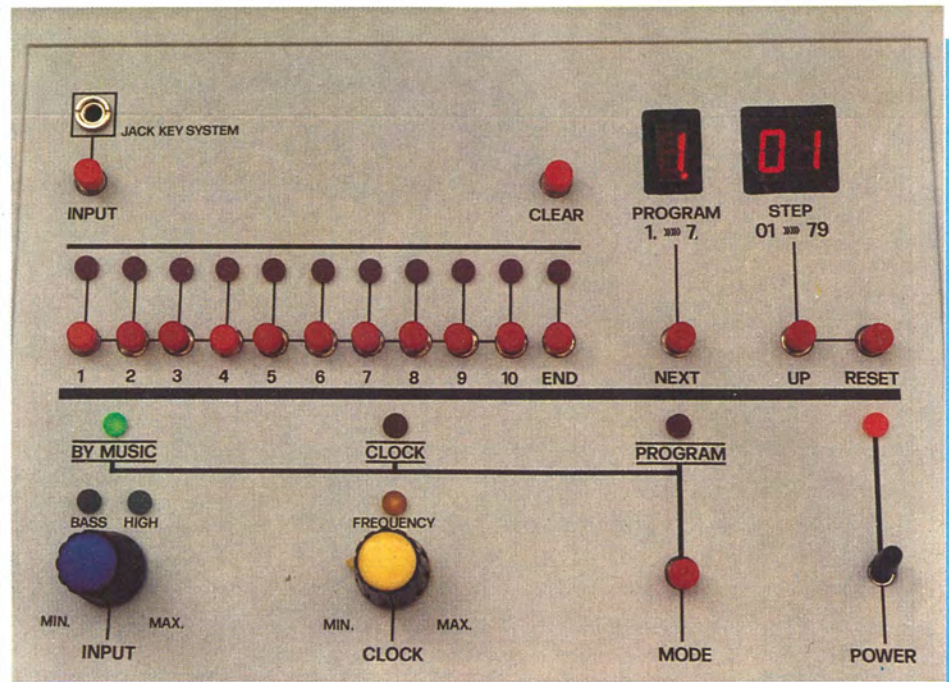 JACK KEY SYSTEM
1. 01
INPUT CLEAR PROGRAM STEP
1. »»» 7. 01 »»» 79
1 2 3 4 5 6 7 8 9 10 END NEXT UP RESET
BY MUSIC CLOCK PROGRAM
BASS HIGH FREQUENCY
MIN. MAX. MIN. MAX.
INPUT CLOCK MODE POWER